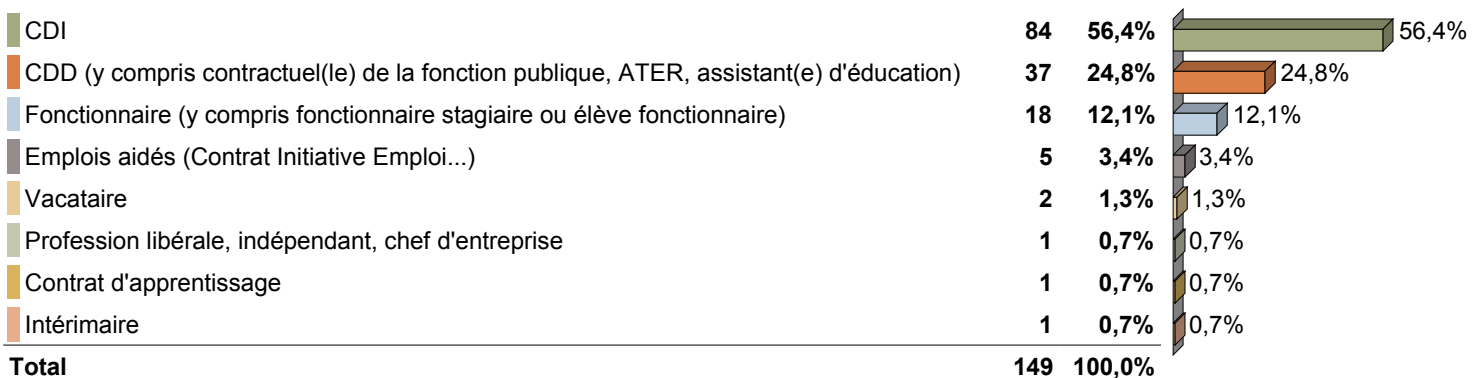 CDI 84 56,4% 56,4%
CDD (y compris contractuel(le) de la fonction publique, ATER, assistant(e) d'éducation) 37 24,8% 24,8%
Fonctionnaire (y compris fonctionnaire stagiaire ou élève fonctionnaire) 18 12,1% 12,1%
Emplois aidés (Contrat Initiative Emploi...) 5 3,4% 3,4%
Vacataire 2 1,3% 1,3%
Profession libérale, indépendant, chef d'entreprise 1 0,7% 0,7%
Contrat d'apprentissage 1 0,7% 0,7%
Intérimaire 1 0,7% 0,7%
Total 149 100,0%